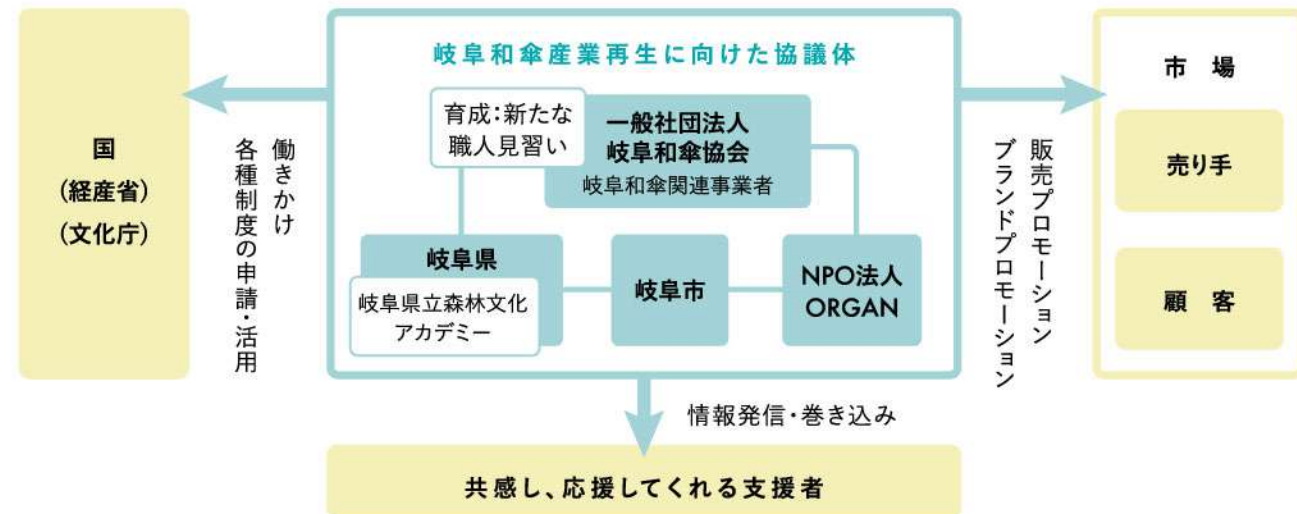 岐阜和傘産業再生に向けた協議体
国
(経産省)
(文化庁)
働きかけ
各種制度の申請・活用
育成:新たな
職人見習い
一般社団法人
岐阜和傘協会
岐阜和傘関連事業者
岐阜県
岐阜県立森林文化
アカデミー
岐阜市
NPO法人
ORGAN
販売プロモーション
ブランドプロモーション
市場
売り手
顧客
情報発信・巻き込み
共感し、応援してくれる支援者